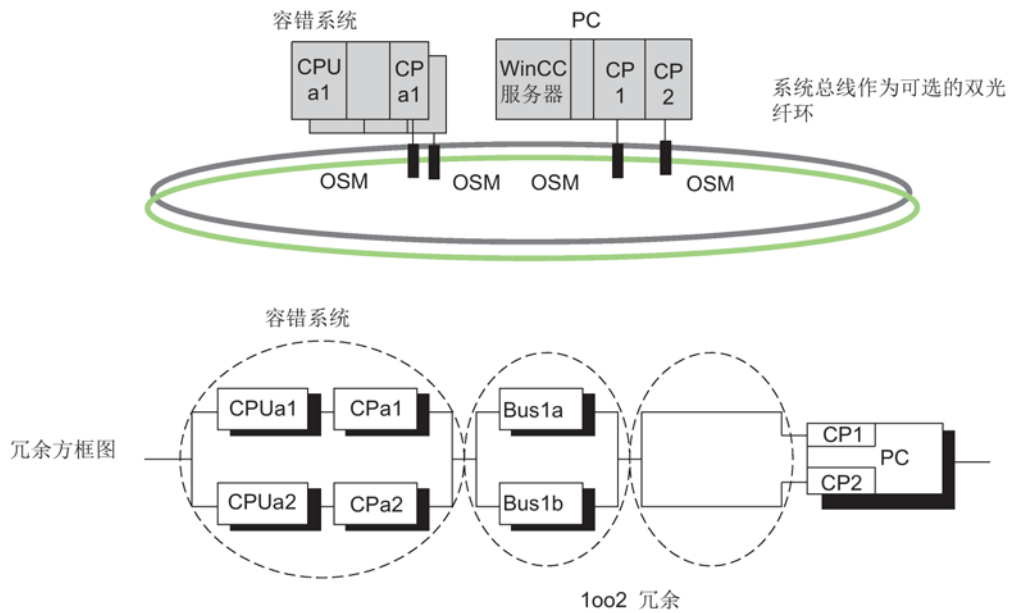 容错系统
PC
CPU
a1
CP
a1
WinCC
服务器
CP
1
CP
2
系统总线作为可选的双光
纤环
OSM
OSM
OSM
OSM
容错系统
冗余方框图
CPUa1
CPa1
Bus1a
CP1
PC
CP2
CPUa2
CPa2
Bus1b
1oo2 冗余